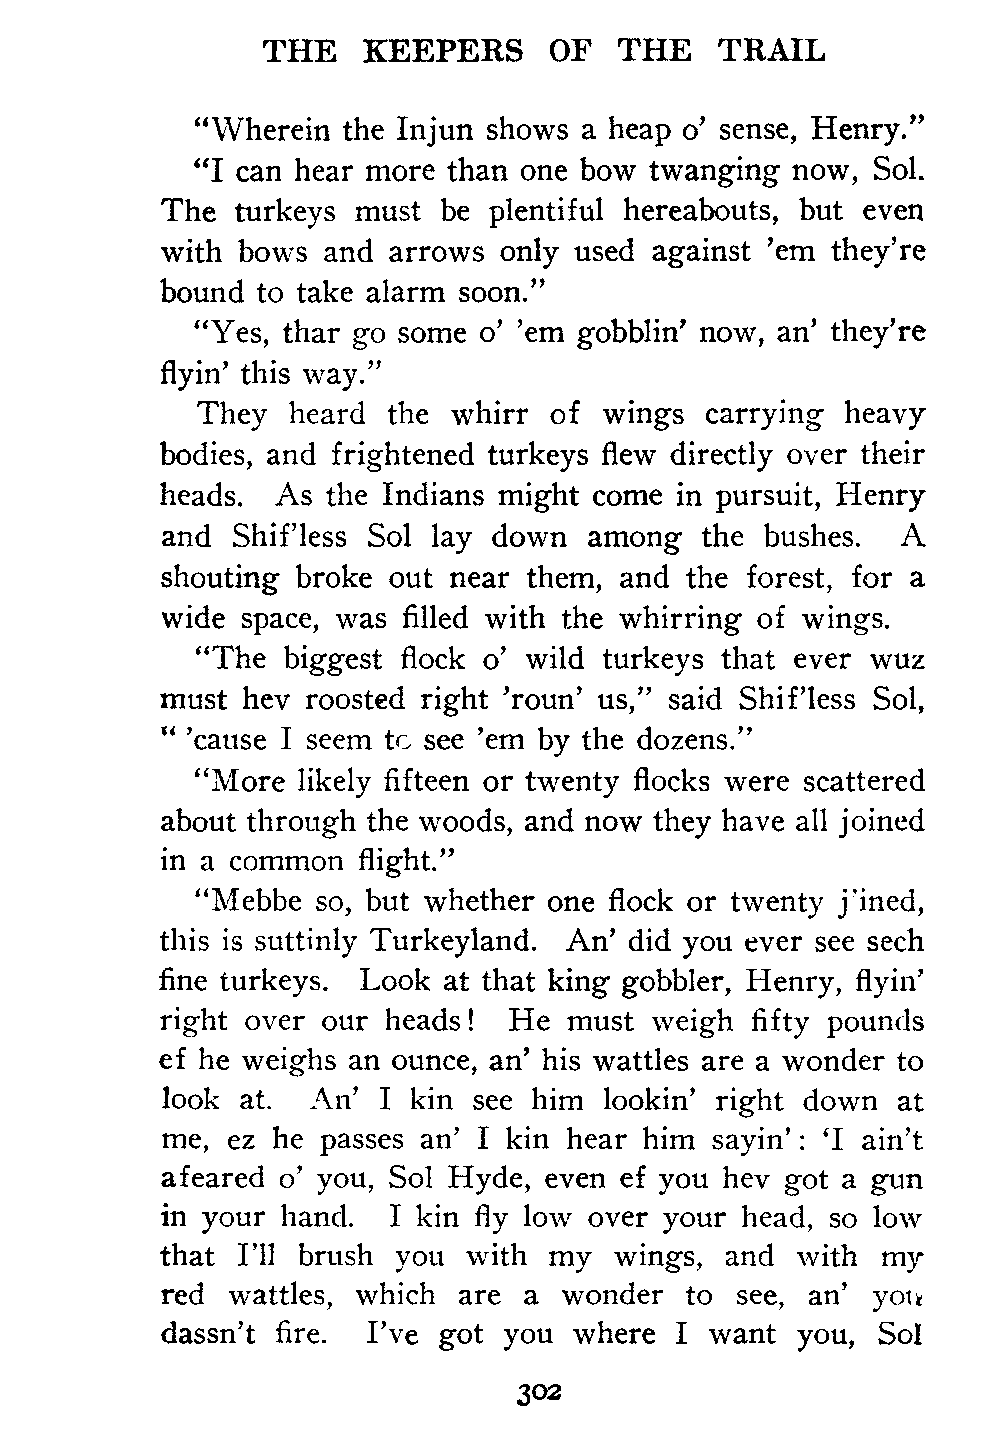 THE KEEPERS OF THE TRAIL
“Wherein the Injun shows a heap o’ sense, Henry.”
“I can hear more than one bow twanging now, Sol.
The turkeys must be plentiful hereabouts, but even
with bows and arrows only used against ’em they’re
bound to take alarm soon.”
“Yes, thar go some o’ ’em gobblin’ now, an’ they’re
flyin’ this way.”
They heard the whirr of wings carrying heavy
bodies, and frightened turkeys flew directly over their
heads. As the Indians might come in pursuit, Henry
and Shif’less Sol lay down among the bushes. A
shouting broke out near them, and the forest, for a
wide space, was filled with the whirring of wings.
“The biggest flock o’ wild turkeys that ever wuz
must hev roosted right ’roun’ us,” said Shif’less Sol,
“ ’cause I seem to see ’em by the dozens.”
“More likely fifteen or twenty flocks were scattered
about through the woods, and now they have all joined
in a common flight.”
“Mebbe so, but whether one flock or twenty j’ined,
this is suttinly Turkeyland. An’ did you ever see sech
fine turkeys. Look at that king gobbler, Henry, flyin’
right over our heads! He must weigh fifty pounds
ef he weighs an ounce, an’ his wattles are a wonder to
look at. An’ I kin see him lookin’ right down at
me, ez he passes an’ I kin hear him sayin’: ‘I ain’t
afeared o’ you, Sol Hyde, even ef you hev got a gun
in your hand. I kin fly low over your head, so low
that I’ll brush you with my wings, and with my
red wattles, which are a wonder to see, an’ you
dassn’t fire. I’ve got you where I want you, Sol
302